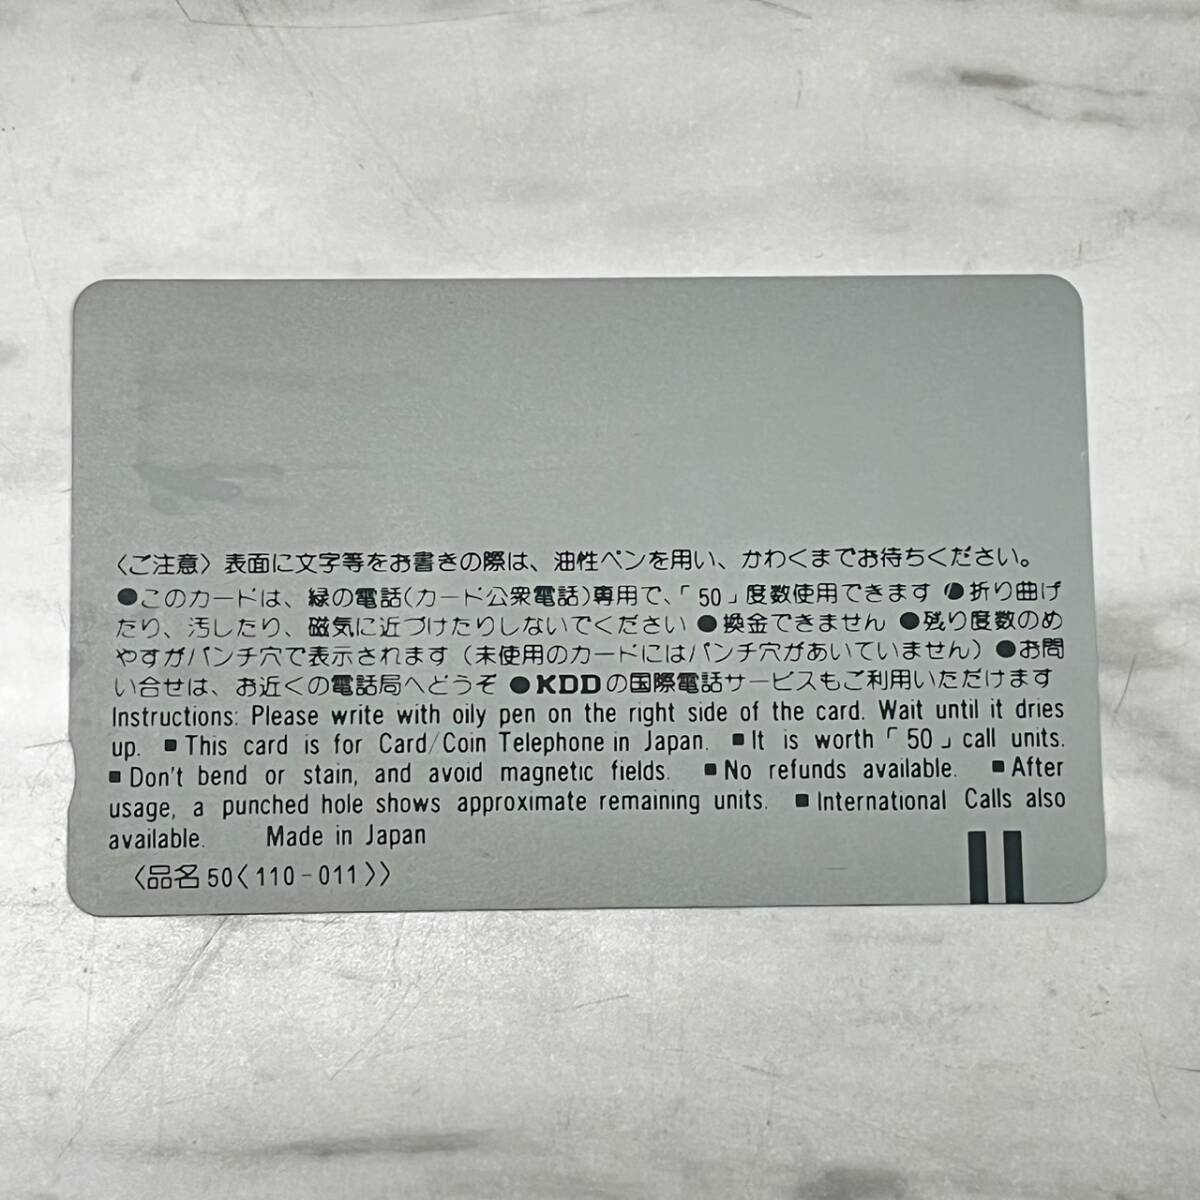 〈ご注意〉表面に文字等をお書きの際は、油性ペンを用い、かわくまでお待ちください。
●このカードは、緑の電話(カード公衆電話)専用で、「50」度数使用できます ●折り曲げ
たり、汚したり、磁気に近づけたりしないでください ●換金できません ●残り度数のめ
やすがパンチ穴で表示されます(未使用のカードにはパンチ穴があいていません)●お問
い合せは、お近くの電話局へどうぞ ●KDDの国際電話サービスもご利用いただけます
Instructions: Please write with oily pen on the right side of the card. Wait until it dries
up. ■This card is for Card/Coin Telephone in Japan. ■It is worth「50」call units.
■Don't bend or stain, and avoid magnetic fields. ■No refunds available. ■After
usage, a punched hole shows approximate remaining units. ■International Calls also
available. Made in Japan
〈品名50〈110-011〉〉